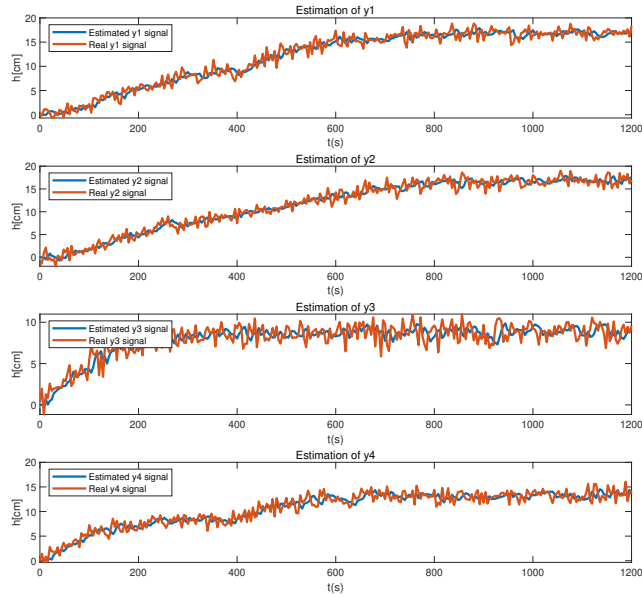 Estimation of y1
20
15
10
5
0
h[cm]
Estimated y1 signal
Real y1 signal
0 200 400 600 800 1000 1200
t(s)
Estimation of y2
20
15
10
5
0
h[cm]
Estimated y2 signal
Real y2 signal
0 200 400 600 800 1000 1200
t(s)
Estimation of y3
10
5
0
h[cm]
Estimated y3 signal
Real y3 signal
0 200 400 600 800 1000 1200
t(s)
Estimation of y4
20
15
10
5
0
h[cm]
Estimated y4 signal
Real y4 signal
0 200 400 600 800 1000 1200
t(s)